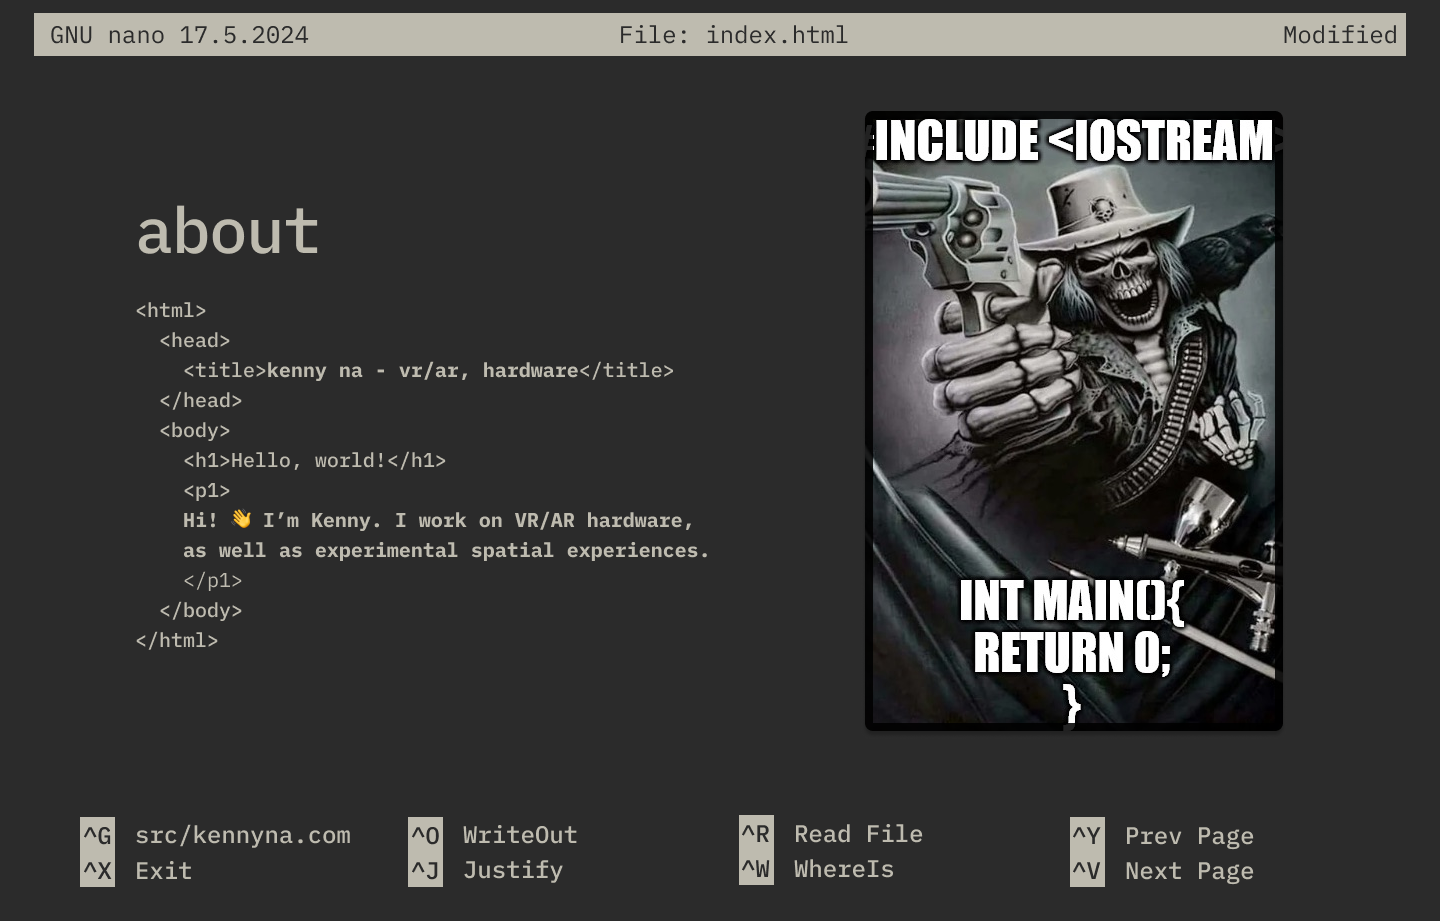 GNU nano 17.5.2024 File: index.html Modified
about
<html>
<head>
<title>kenny na - vr/ar, hardware</title>
</head>
<body>
<h1>Hello, world!</h1>
<p1>
Hi! 👋 I’m Kenny. I work on VR/AR hardware,
as well as experimental spatial experiences.
</p1>
</body>
</html>
#INCLUDE <IOSTREAM>
INT MAIN(){
RETURN 0;
}
^G src/kennyna.com ^O WriteOut ^R Read File ^Y Prev Page
^X Exit ^J Justify ^W WhereIs ^V Next Page